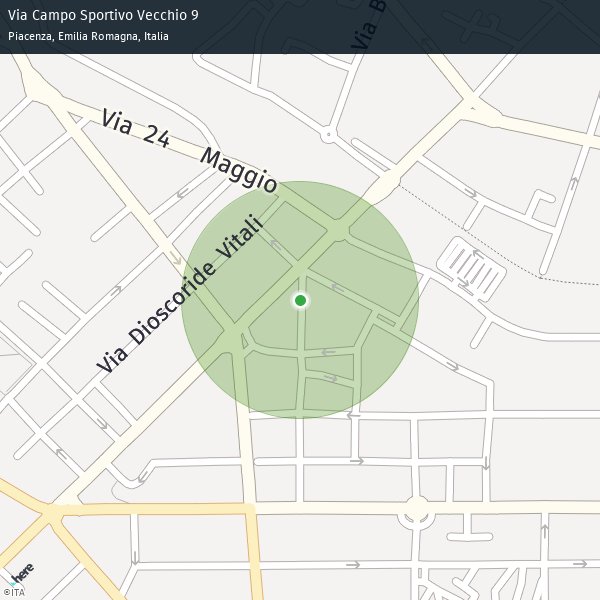 Via Campo Sportivo Vecchio 9
Piacenza, Emilia Romagna, Italia
Via B
Via 24 Maggio
Via Dioscoride Vitali
here
©ITA